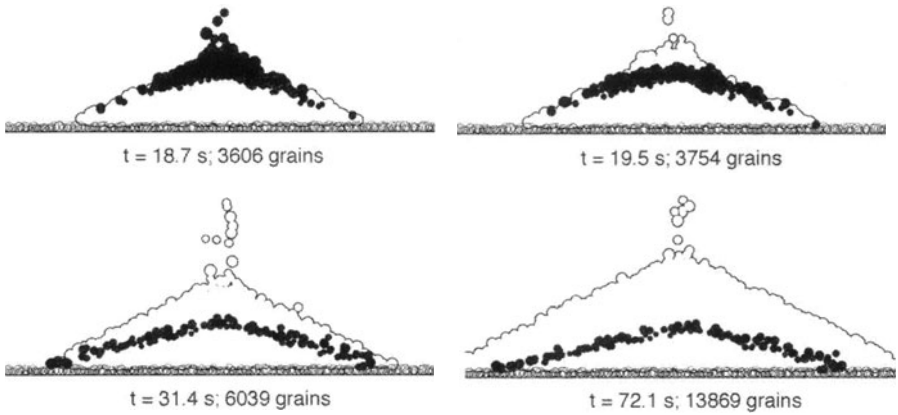 t = 18.7 s; 3606 grains
t = 19.5 s; 3754 grains
t = 31.4 s; 6039 grains
t = 72.1 s; 13869 grains